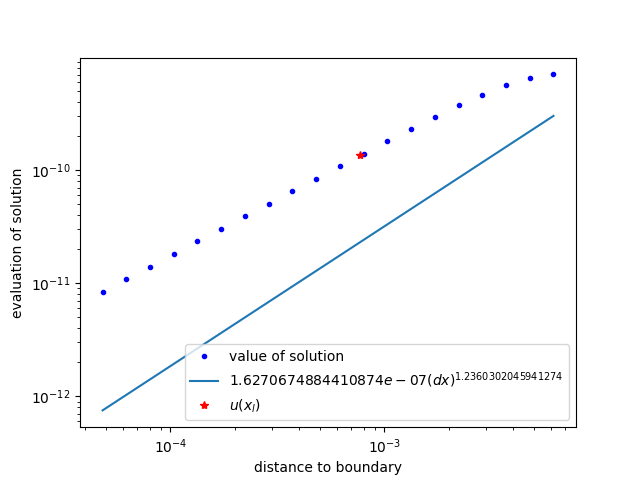 evaluation of solution
10⁻¹⁰
10⁻¹¹
10⁻¹²
value of solution
1.6270674884410874e − 07(dx)^1.2360302045941274
u(x_l)
10⁻⁴
10⁻³
distance to boundary